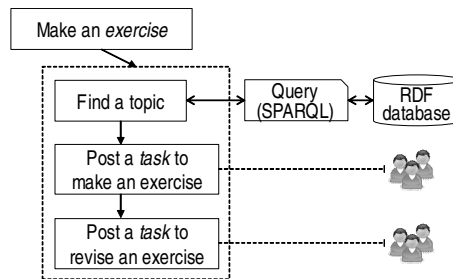 Make an exercise
Find a topic
Query
(SPARQL)
RDF
database
Post a task to
make an exercise
Post a task to
revise an exercise